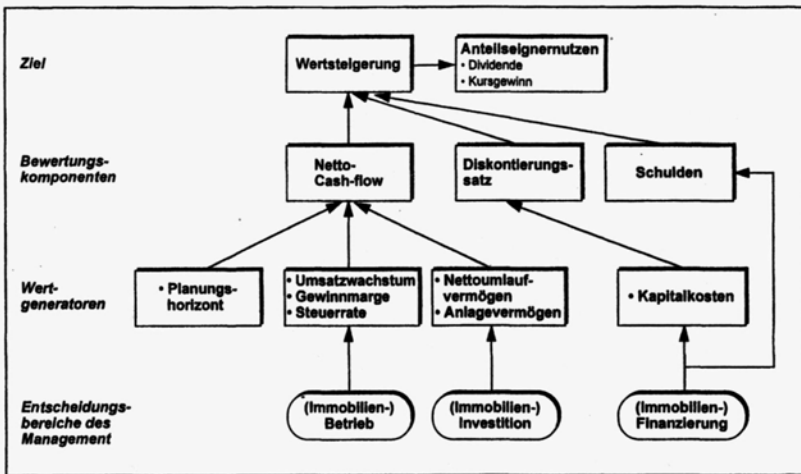 Ziel
Wertsteigerung
Anteilseignernutzen
• Dividende
• Kursgewinn
Bewertungs-
komponenten
Netto-
Cash-flow
Diskontierungs-
satz
Schulden
Wert-
generatoren
• Planungs-
horizont
• Umsatzwachstum
• Gewinnmarge
• Steuerrate
• Nettoumlauf-
vermögen
• Anlagevermögen
• Kapitalkosten
Entscheidungs-
bereiche des
Management
(Immobilien-)
Betrieb
(Immobilien-)
Investition
(Immobilien-)
Finanzierung